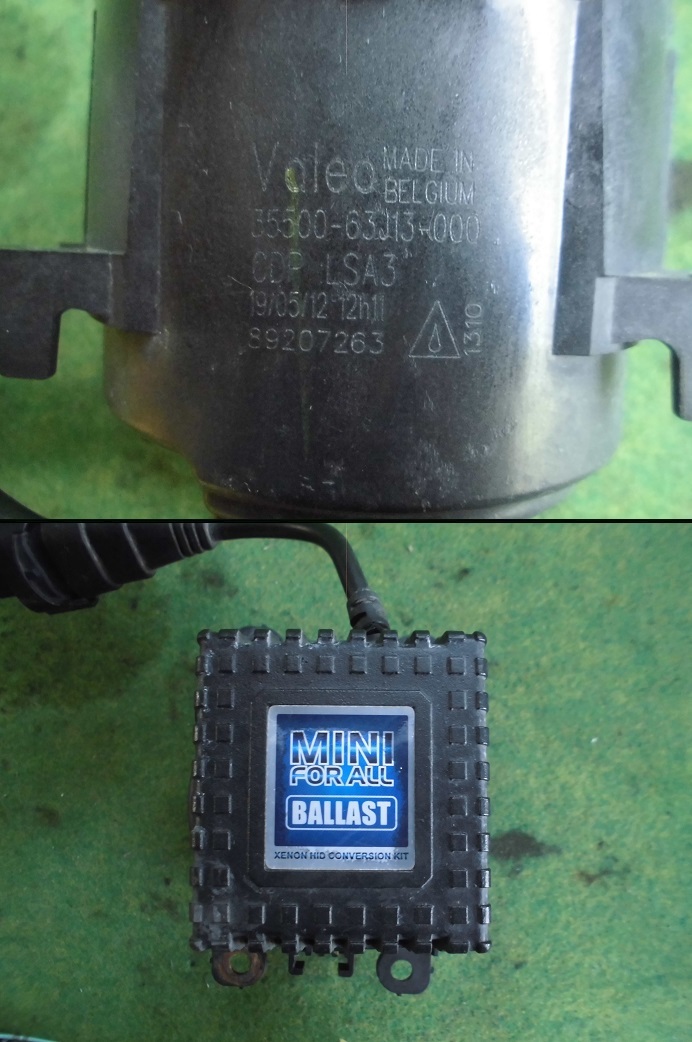 Valeo MADE IN BELGIUM
35500-63J13-000
CDP LSA3
19/05/12 12h11
89207263
1310
MINI
FOR ALL
BALLAST
XENON HID CONVERSION KIT